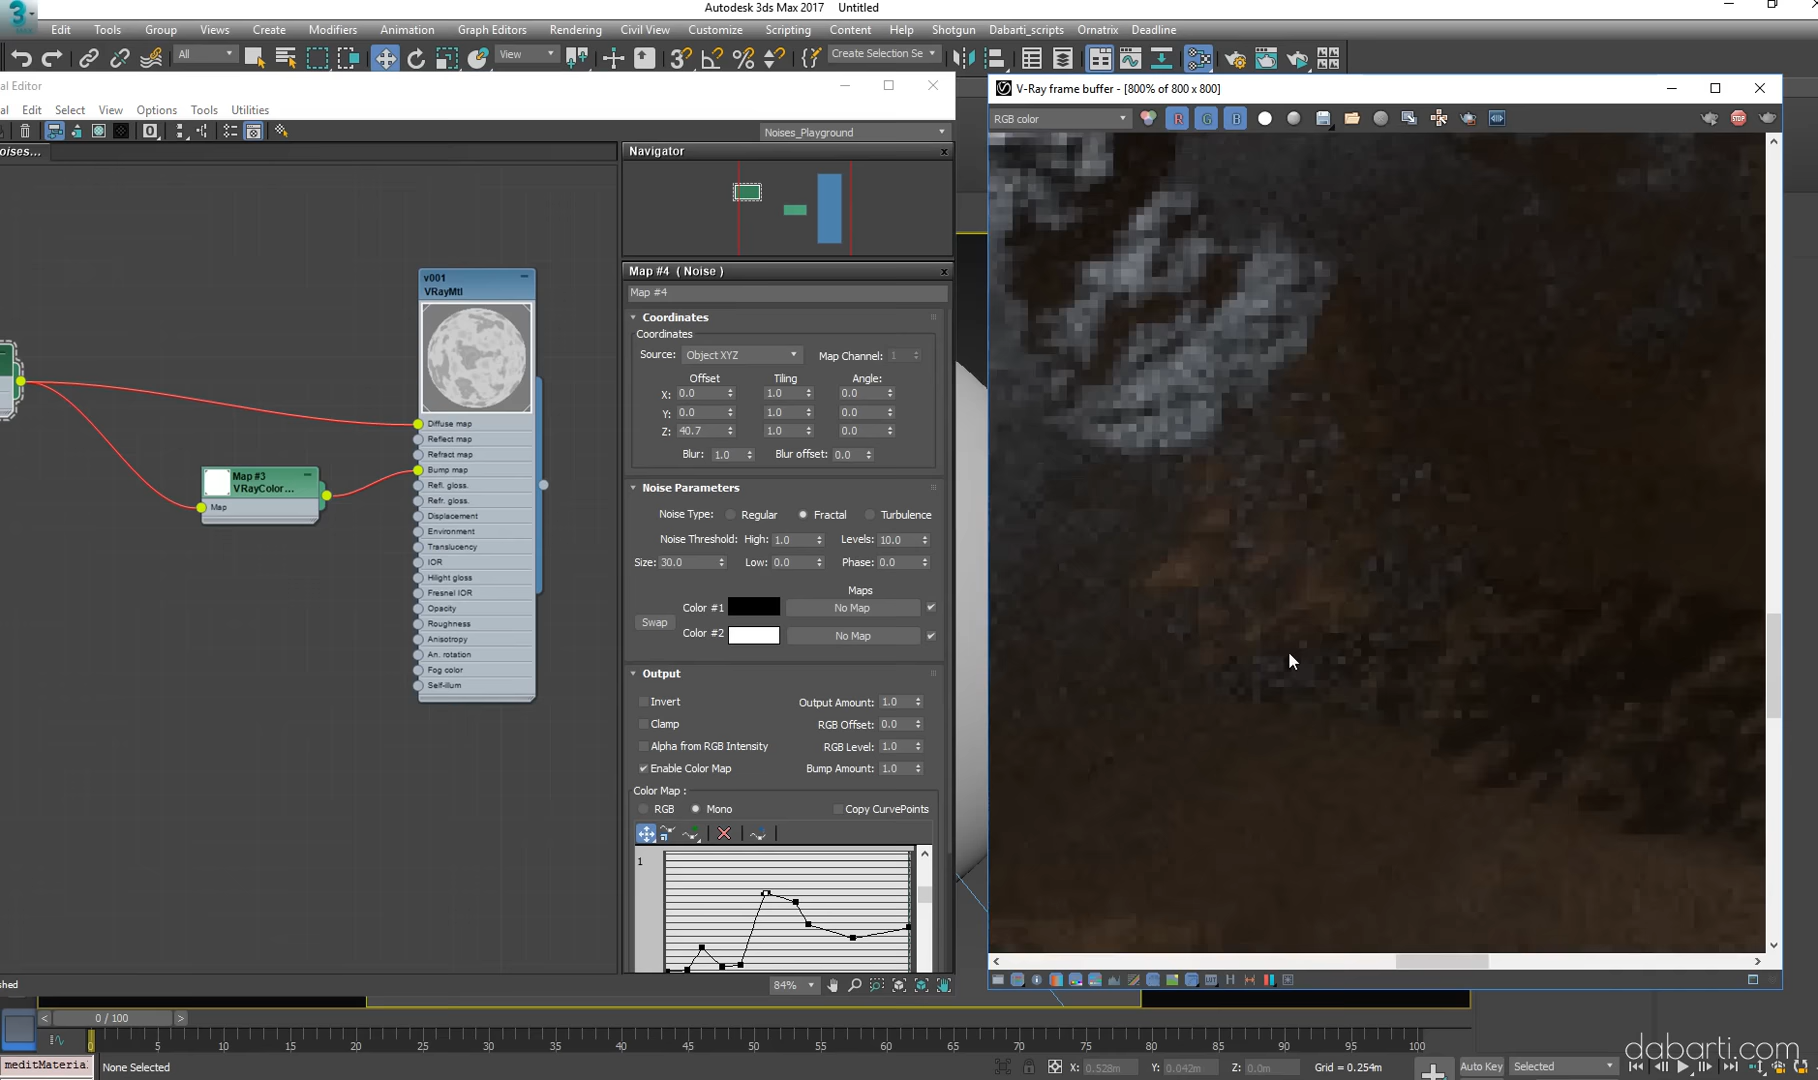 Autodesk 3ds Max 2017 Untitled
Edit Tools Group Views Create Modifiers Animation Graph Editors Rendering Civil View Customize Scripting Content Help Shotgun Dabarti_scripts Ornatrix Deadline
All View Create Selection Se
al Editor
al Edit Select View Options Tools Utilities
Noises_Playground
oises...
Navigator
Map #4 ( Noise )
Map #4
Coordinates
Coordinates
Source: Object XYZ Map Channel: 1
Offset Tiling Angle:
X: 0.0 1.0 0.0
Y: 0.0 1.0 0.0
Z: 40.7 1.0 0.0
Blur: 1.0 Blur offset: 0.0
Noise Parameters
Noise Type: Regular Fractal Turbulence
Noise Threshold: High: 1.0 Levels: 10.0
Size: 30.0 Low: 0.0 Phase: 0.0
Maps
Color #1 No Map
Swap
Color #2 No Map
Output
Invert Output Amount: 1.0
Clamp RGB Offset: 0.0
Alpha from RGB Intensity RGB Level: 1.0
Enable Color Map Bump Amount: 1.0
Color Map :
RGB Mono Copy CurvePoints
1
v001
VRayMtl
Diffuse map
Reflect map
Refract map
Bump map
Refl. gloss.
Refr. gloss.
Displacement
Environment
Translucency
IOR
Hilight gloss
Fresnel IOR
Opacity
Roughness
Anisotropy
An. rotation
Fog color
Self-illum
Map #3
VRayColor...
Map
shed
84%
V-Ray frame buffer - [800% of 800 x 800]
RGB color
R G B
STOP
< 0 / 100 >
0 5 10 15 20 25 30 35 40 45 50 55 60 65 70 75 80 85 90 95 100
meditMateria
None Selected
X: 0.528m Y: 0.042m Z: 0.0m Grid = 0.254m
Auto Key Selected
dabarti.com